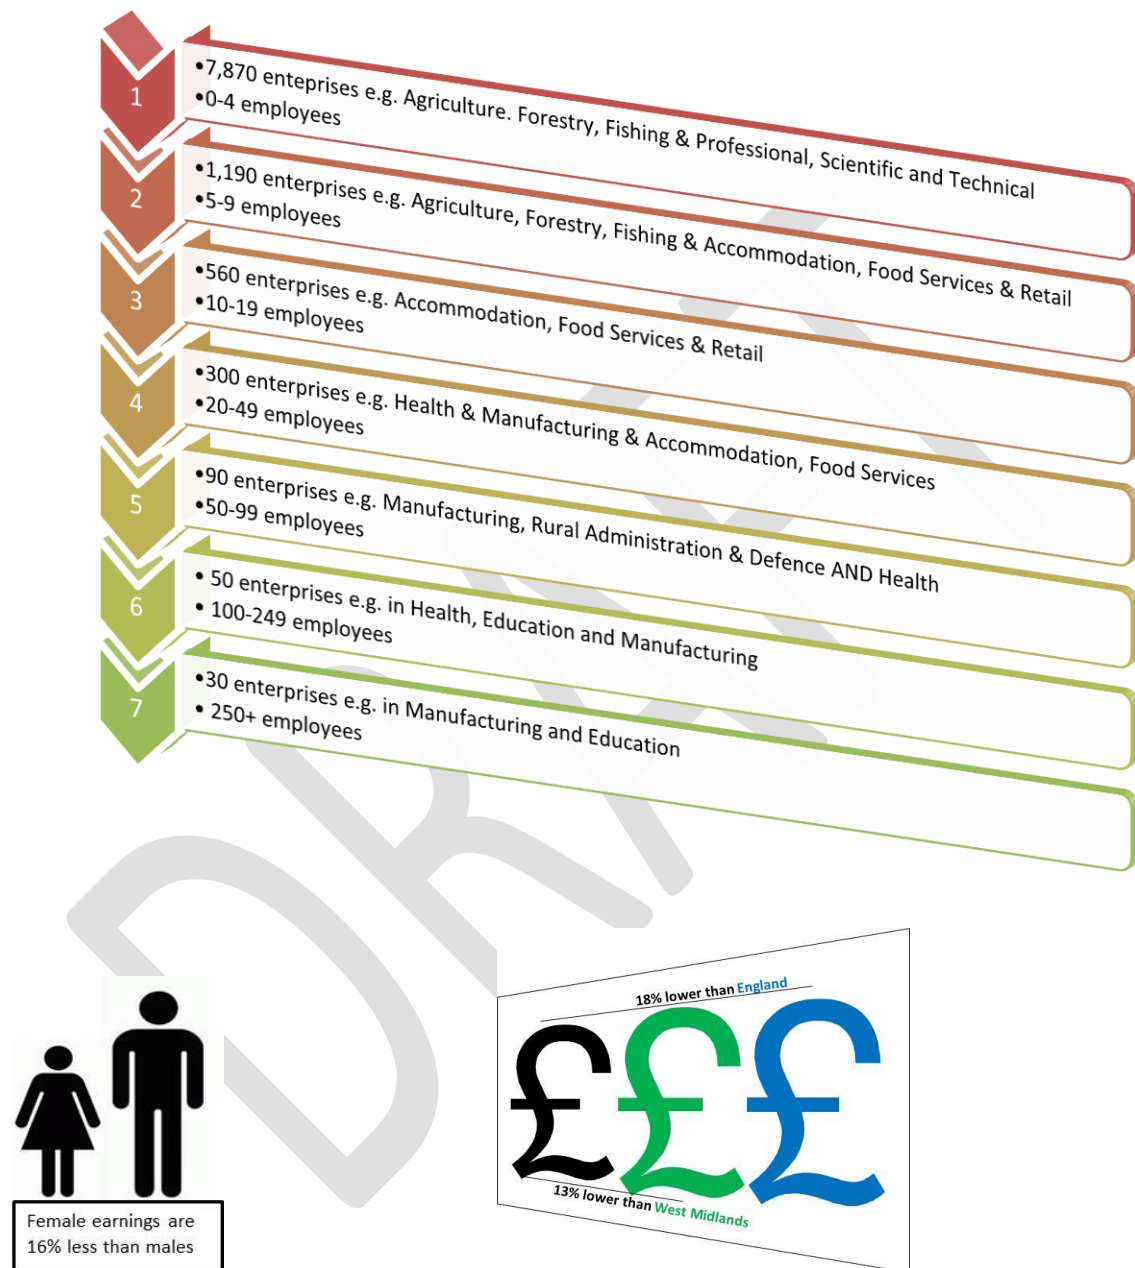 1
•7,870 enteprises e.g. Agriculture. Forestry, Fishing & Professional, Scientific and Technical
•0-4 employees
2
•1,190 enterprises e.g. Agriculture, Forestry, Fishing & Accommodation, Food Services & Retail
•5-9 employees
3
•560 enterprises e.g. Accommodation, Food Services & Retail
•10-19 employees
4
•300 enterprises e.g. Health & Manufacturing & Accommodation, Food Services
•20-49 employees
5
•90 enterprises e.g. Manufacturing, Rural Administration & Defence AND Health
•50-99 employees
6
• 50 enterprises e.g. in Health, Education and Manufacturing
• 100-249 employees
7
•30 enterprises e.g. in Manufacturing and Education
• 250+ employees
DRAFT
18% lower than England
£ £ £
13% lower than West Midlands
Female earnings are
16% less than males